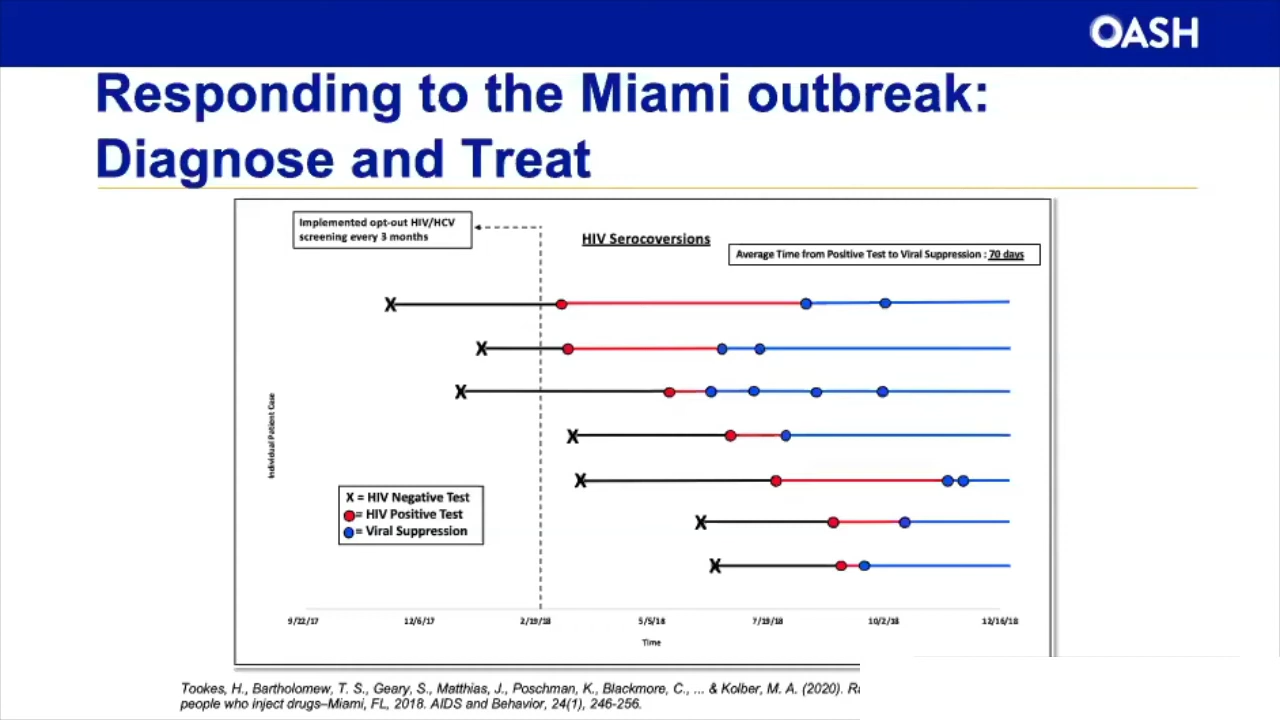 OASH
Responding to the Miami outbreak:
Diagnose and Treat
Implemented opt-out HIV/HCV
screening every 3 months
HIV Serocoversions
Average Time from Positive Test to Viral Suppression : 70 days
X
X
X
X
X
X
X
Individual Patient Case
X = HIV Negative Test
= HIV Positive Test
= Viral Suppression
9/22/17 12/6/17 2/19/18 5/5/18 7/19/18 10/2/18 12/16/18
Time
Tookes, H., Bartholomew, T. S., Geary, S., Matthias, J., Poschman, K., Blackmore, C., ... & Kolber, M. A. (2020).
people who inject drugs–Miami, FL, 2018. AIDS and Behavior, 24(1), 246-256.